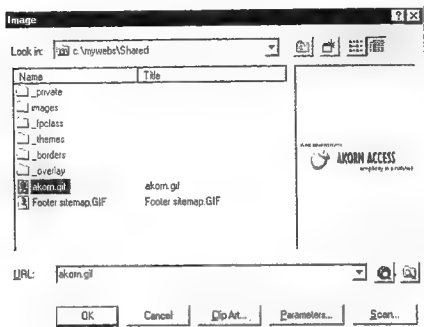 Image
Look in: c:\mywebs\Shared
Name Title
_private
images
_fpclass
_themes
_borders
_overlay
akorn.gif akorn.gif
Footer sitemap.GIF Footer sitemap.GIF
AKORN ACCESS
URL: akorn.gif
OK Cancel Clip Art... Parameters... Scan...